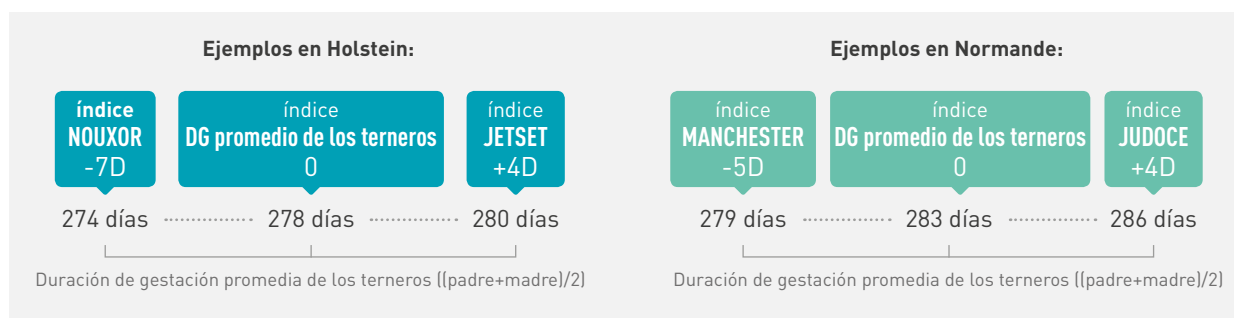 Ejemplos en Holstein:
índice
NOUXOR
-7D
índice
DG promedio de los terneros
0
índice
JETSET
+4D
274 días
278 días
280 días
Duración de gestación promedia de los terneros ((padre+madre)/2)
Ejemplos en Normande:
índice
MANCHESTER
-5D
índice
DG promedio de los terneros
0
índice
JUDOCE
+4D
279 días
283 días
286 días
Duración de gestación promedia de los terneros ((padre+madre)/2)